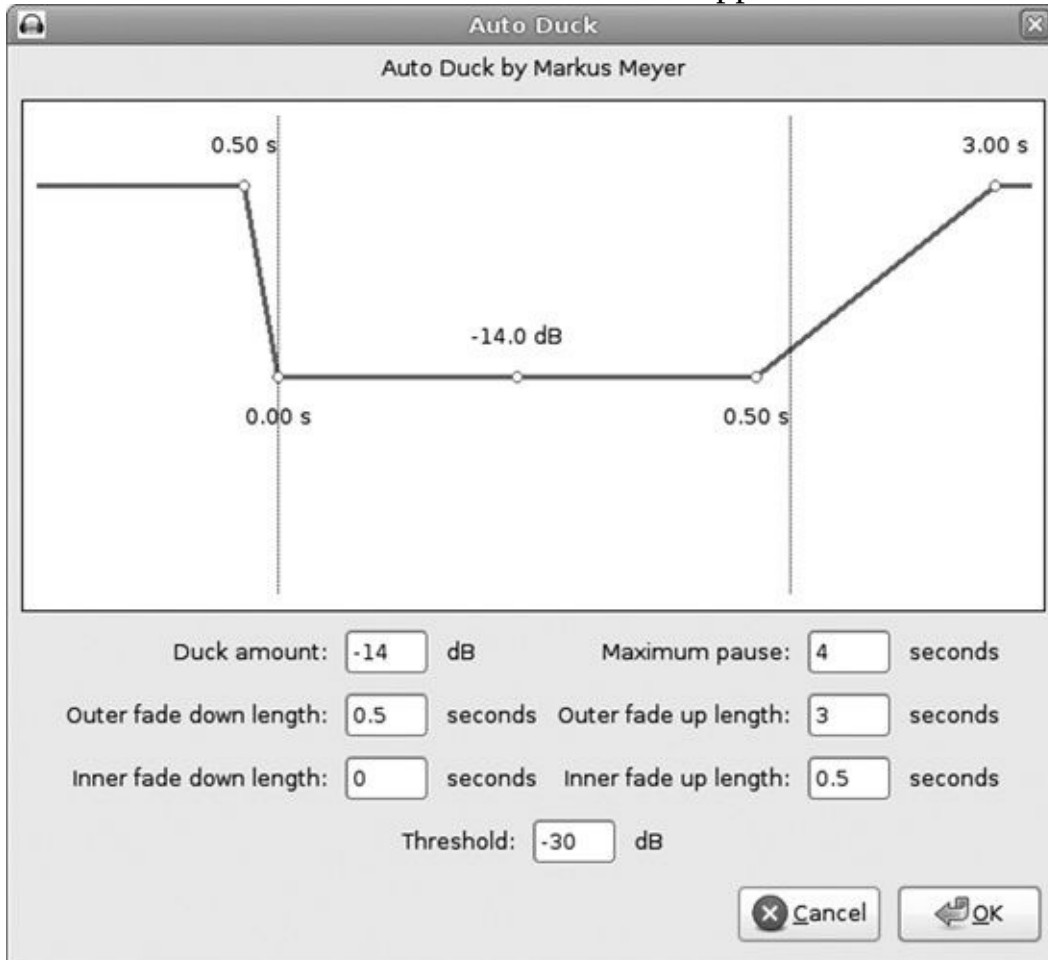 Auto Duck
Auto Duck by Markus Meyer
0.50 s
3.00 s
-14.0 dB
0.00 s
0.50 s
Duck amount: -14 dB Maximum pause: 4 seconds
Outer fade down length: 0.5 seconds Outer fade up length: 3 seconds
Inner fade down length: 0 seconds Inner fade up length: 0.5 seconds
Threshold: -30 dB
Cancel OK